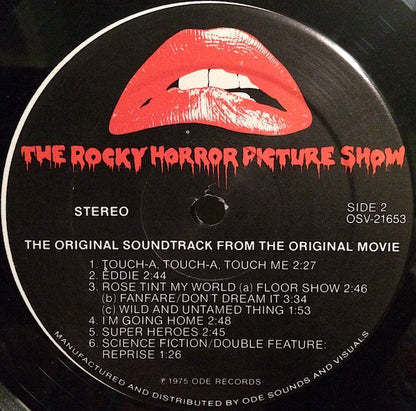 THE ROCKY HORROR PICTURE SHOW
STEREO
SIDE 2
OSV-21653
THE ORIGINAL SOUNDTRACK FROM THE ORIGINAL MOVIE
1. TOUCH-A, TOUCH-A, TOUCH ME 2:27
2. EDDIE 2:44
3. ROSE TINT MY WORLD (a) FLOOR SHOW 2:46
(b) FANFARE/DON'T DREAM IT 3:34
(c) WILD AND UNTAMED THING 1:53
4. I'M GOING HOME 2:48
5. SUPER HEROES 2:45
6. SCIENCE FICTION/DOUBLE FEATURE:
REPRISE 1:26
℗ 1975 ODE RECORDS
MANUFACTURED AND DISTRIBUTED BY ODE SOUNDS AND VISUALS